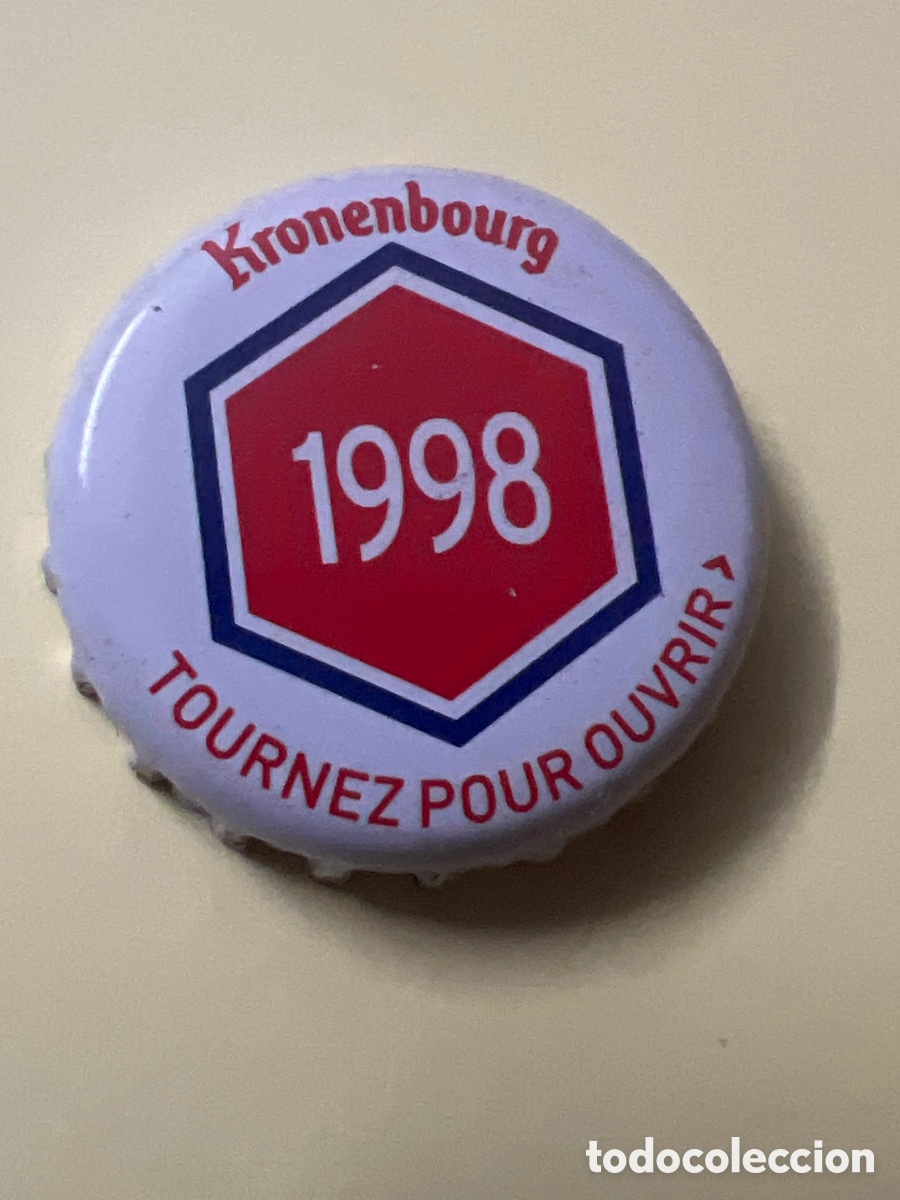 Kronenbourg
1998
TOURNEZ POUR OUVRIR >
todocoleccion